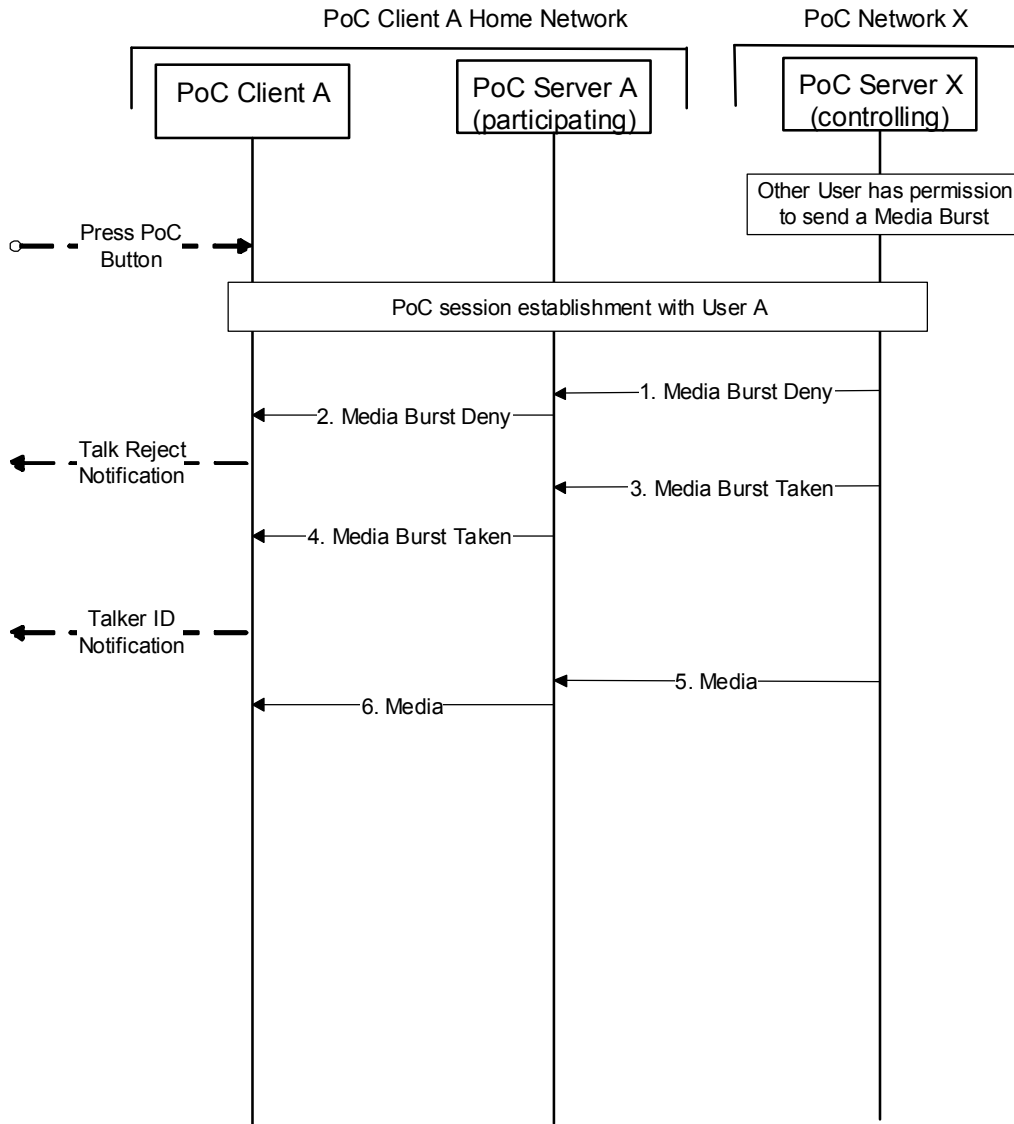 PoC Client A Home Network
PoC Network X
PoC Client A
PoC Server A
(participating)
PoC Server X
(controlling)
Other User has permission
to send a Media Burst
Press PoC
Button
PoC session establishment with User A
1. Media Burst Deny
2. Media Burst Deny
Talk Reject
Notification
3. Media Burst Taken
4. Media Burst Taken
Talker ID
Notification
5. Media
6. Media